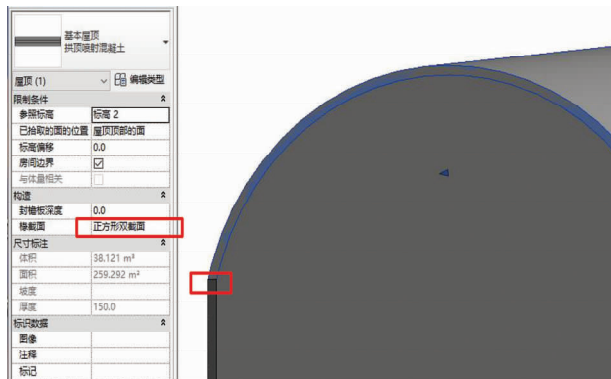 基本屋顶
拱顶喷射混凝土
屋顶 (1) 编辑类型
限制条件
参照标高 标高 2
已拾取的面的位置 屋顶顶部的面
标高偏移 0.0
房间边界
与体量相关
构造
封檐板深度 0.0
椽截面 正方形双截面
尺寸标注
体积 38.121 m³
面积 259.292 m²
坡度
厚度 150.0
标识数据
图像
注释
标记